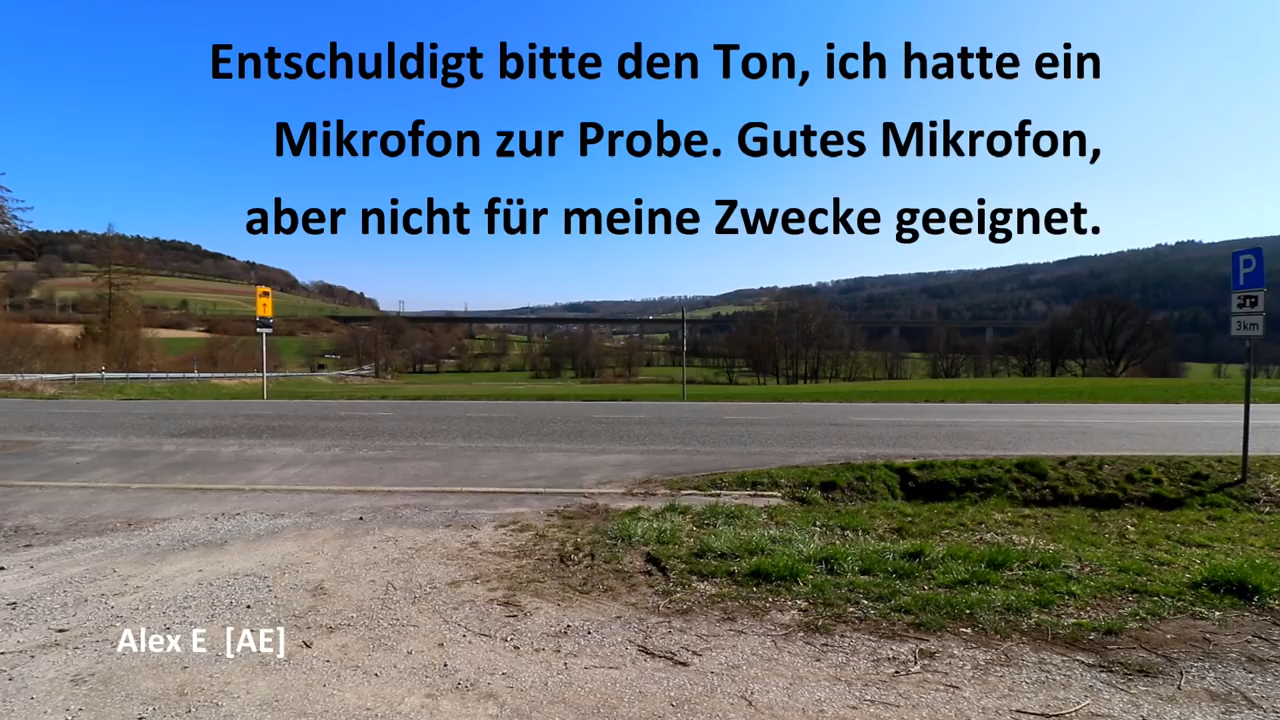 Entschuldigt bitte den Ton, ich hatte ein
Mikrofon zur Probe. Gutes Mikrofon,
aber nicht für meine Zwecke geeignet.
P
3km
Alex E [AE]